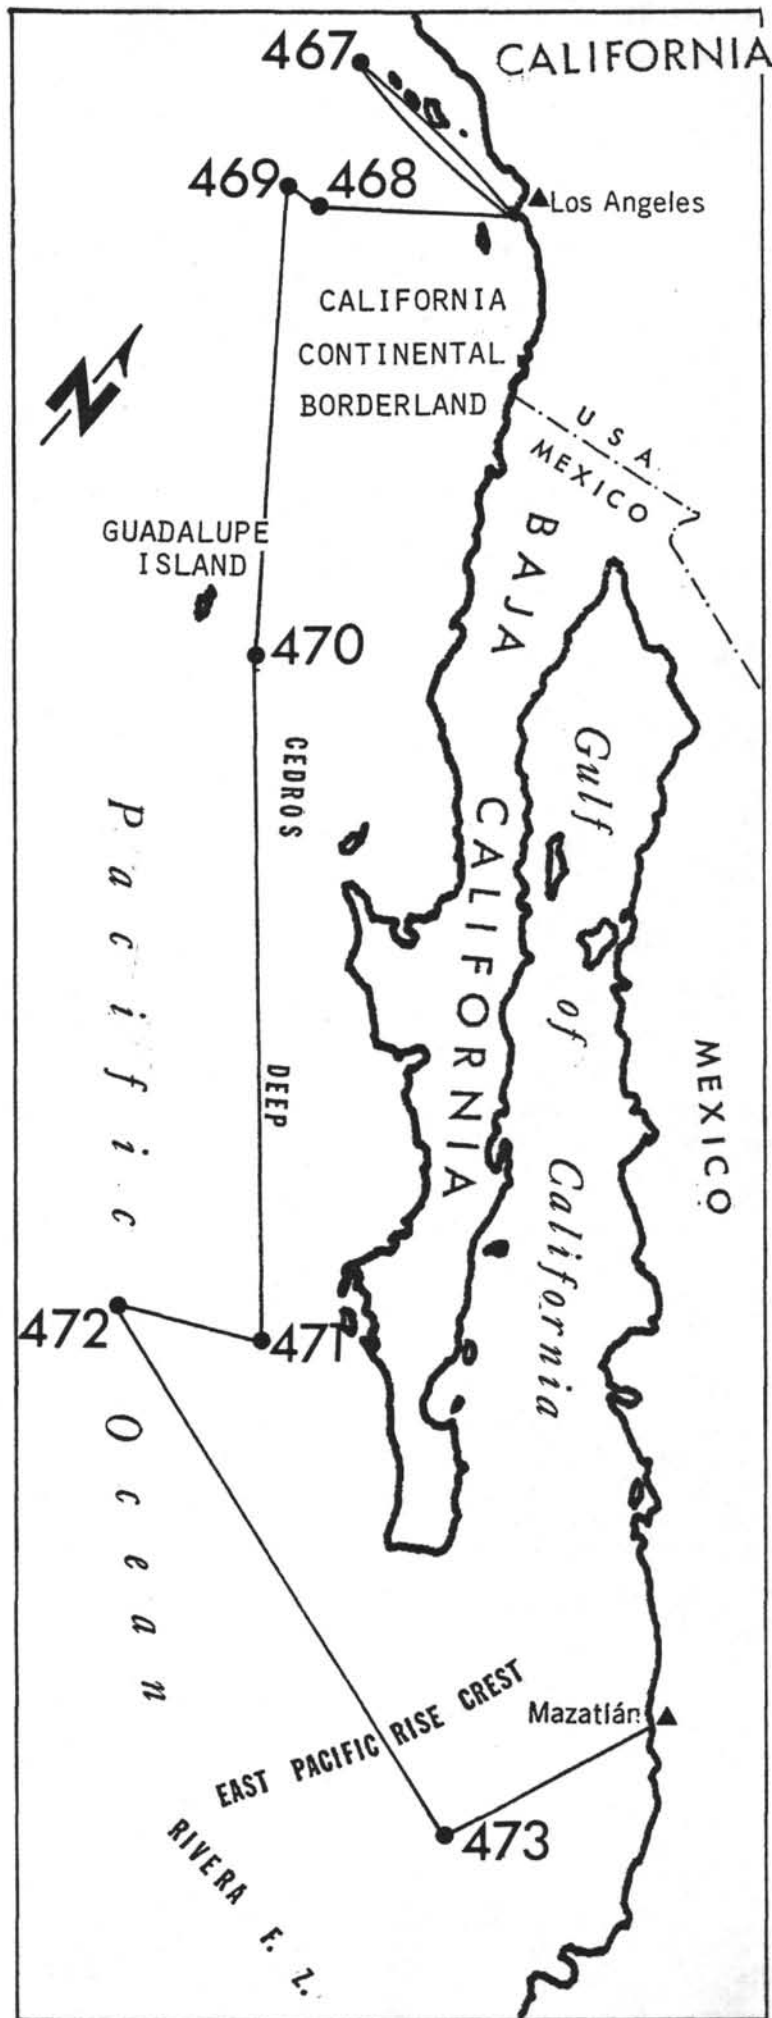 467
CALIFORNIA
469
468
Los Angeles
CALIFORNIA
CONTINENTAL
BORDERLAND
N
U S A.
MEXICO
GUADALUPE
ISLAND
BAJA
CALIFORNIA
470
CEDROS
DEEP
Gulf
of
California
MEXICO
Pacific
Ocean
472
471
EAST PACIFIC RISE CREST
Mazatlán
473
RIVERA F. Z.